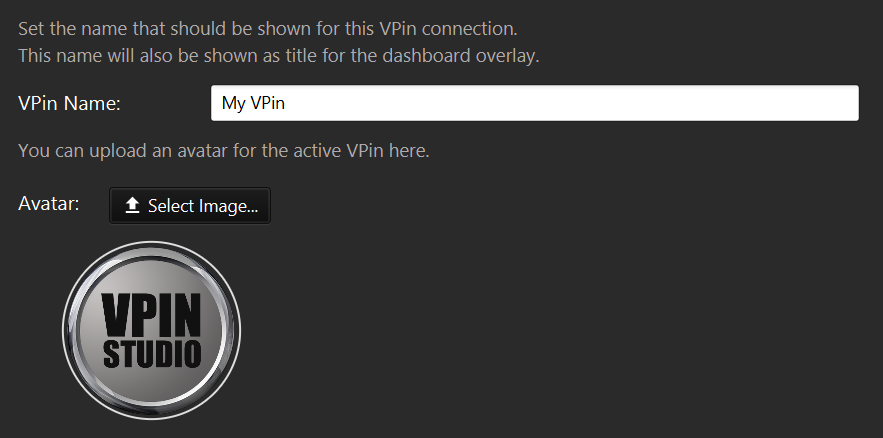 Set the name that should be shown for this VPin connection.
This name will also be shown as title for the dashboard overlay.
VPin Name: My VPin
You can upload an avatar for the active VPin here.
Avatar: Select Image...
VPIN
STUDIO